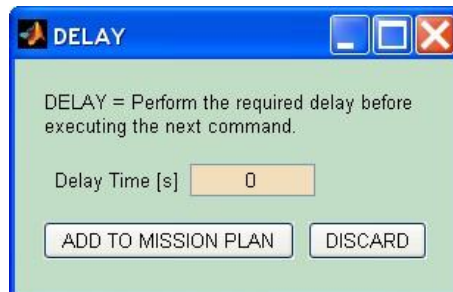 DELAY
DELAY = Perform the required delay before
executing the next command.
Delay Time [s] 0
ADD TO MISSION PLAN DISCARD